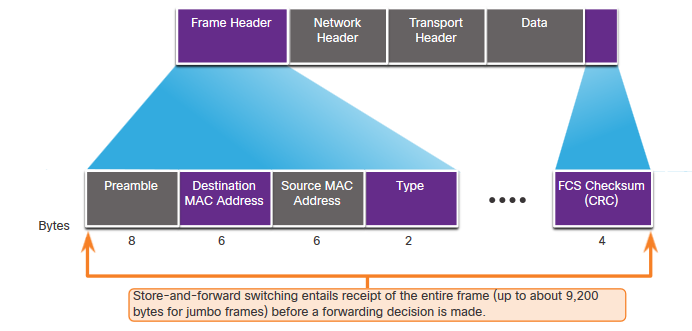 Frame Header
Network
Header
Transport
Header
Data
Preamble
Destination
MAC Address
Source MAC
Address
Type
FCS Checksum
(CRC)
Bytes
8
6
6
2
4
Store-and-forward switching entails receipt of the entire frame (up to about 9,200
bytes for jumbo frames) before a forwarding decision is made.